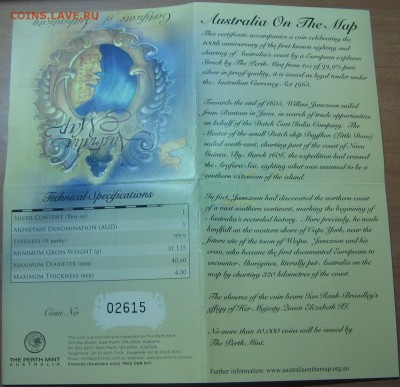 COINS.LAVE.RU
Certificate of Authenticity
Australia
Map
Technical Specifications
SILVER CONTENT (Troy oz) 1
MONETARY DENOMINATION (AUD) 1
FINENESS (% purity) 99.9
MINIMUM GROSS WEIGHT (g) 31.135
MAXIMUM DIAMETER (mm) 40.60
MAXIMUM THICKNESS (mm) 4.00
Coin No 02615
THE PERTH MINT
AUSTRALIA
Australia On The Map
This certificate accompanies a coin celebrating the
400th anniversary of the first known sighting and
charting of Australia's coast by a European explorer.
Struck by The Perth Mint from 1oz of 99.9% pure
silver in proof quality, it is issued as legal tender under
the Australian Currency Act 1965.
Towards the end of 1605, Willem Janszoon sailed
from Bantam in Java, in search of trade opportunities
on behalf of the Dutch East India Company. The
Master of the small Dutch ship Duyfken (Little Dove)
sailed south-east, charting part of the coast of New
Guinea. By March 1606, the expedition had crossed
the Arafura Sea, sighting what was assumed to be a
southern extension of the island.
In fact, Janszoon had discovered the northern coast
of a vast southern continent, marking the beginning of
Australia's recorded history. More precisely, he made
landfall on the western shore of Cape York, near the
future site of the town of Weipa. Janszoon and his
crew, who became the first documented Europeans to
encounter Aborigines, literally put Australia on the
map by charting 320 kilometres of the coast.
The obverse of the coin bears Ian Rank-Broadley's
effigy of Her Majesty Queen Elizabeth II.
No more than 10,000 coins will be issued by
The Perth Mint.
Further information: www.australiaonthemap.org.au